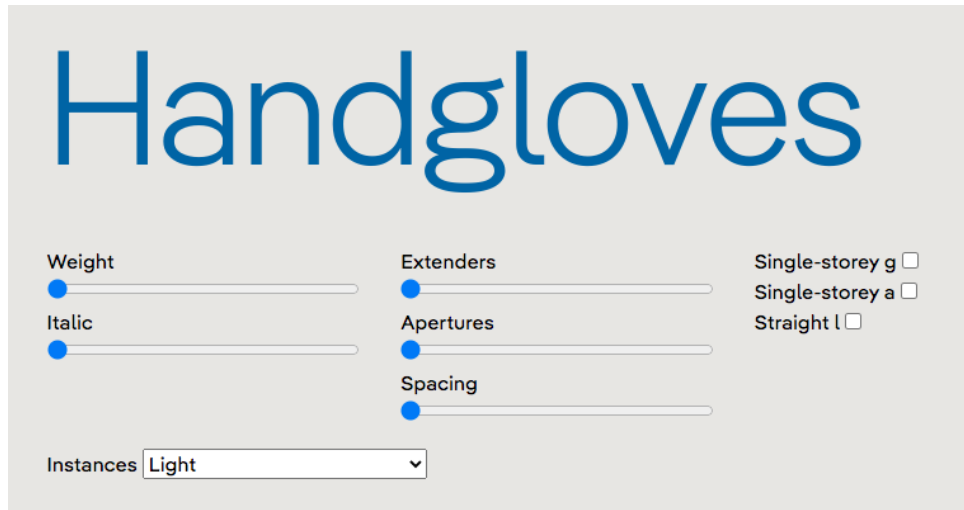 Handgloves
Weight
Italic
Extenders
Apertures
Spacing
Single-storey g
Single-storey a
Straight l
Instances Light